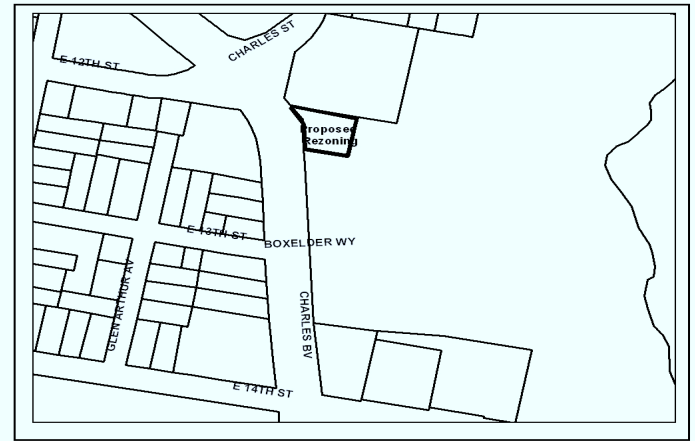 CHARLES ST
E 12TH ST
Proposed
Rezoning
E 13TH ST
BOXELDER WY
GLEN ARTHUR AV
CHARLES BV
E 14TH ST